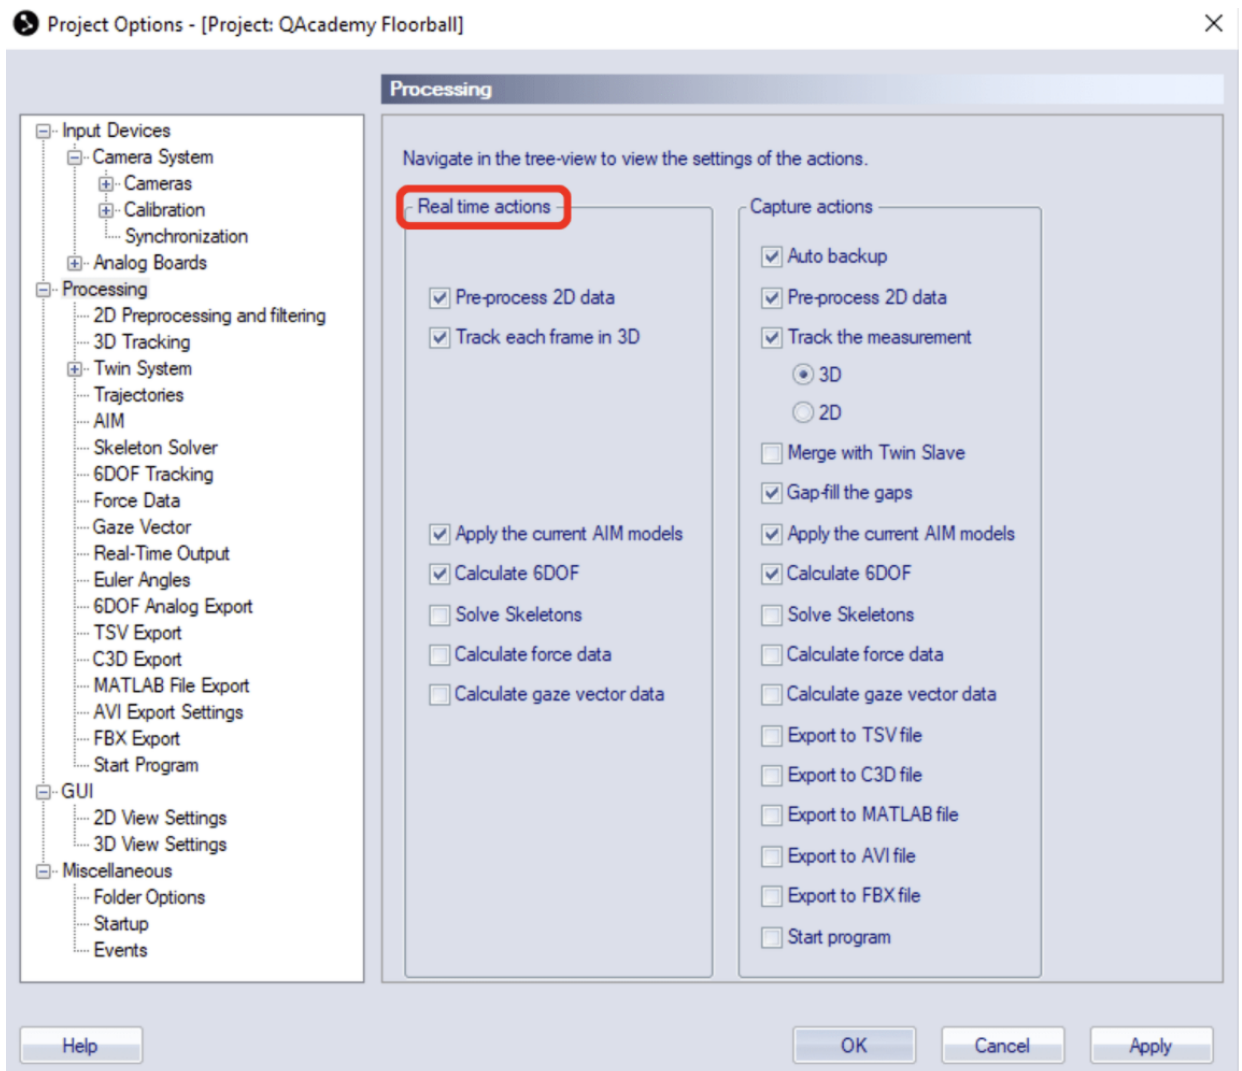 Project Options - [Project: QAcademy Floorball]
Processing
Input Devices
Camera System
Cameras
Calibration
Synchronization
Analog Boards
Processing
2D Preprocessing and filtering
3D Tracking
Twin System
Trajectories
AIM
Skeleton Solver
6DOF Tracking
Force Data
Gaze Vector
Real-Time Output
Euler Angles
6DOF Analog Export
TSV Export
C3D Export
MATLAB File Export
AVI Export Settings
FBX Export
Start Program
GUI
2D View Settings
3D View Settings
Miscellaneous
Folder Options
Startup
Events
Navigate in the tree-view to view the settings of the actions.
Real time actions
Pre-process 2D data
Track each frame in 3D
Apply the current AIM models
Calculate 6DOF
Solve Skeletons
Calculate force data
Calculate gaze vector data
Capture actions
Auto backup
Pre-process 2D data
Track the measurement
3D
2D
Merge with Twin Slave
Gap-fill the gaps
Apply the current AIM models
Calculate 6DOF
Solve Skeletons
Calculate force data
Calculate gaze vector data
Export to TSV file
Export to C3D file
Export to MATLAB file
Export to AVI file
Export to FBX file
Start program
Help
OK
Cancel
Apply